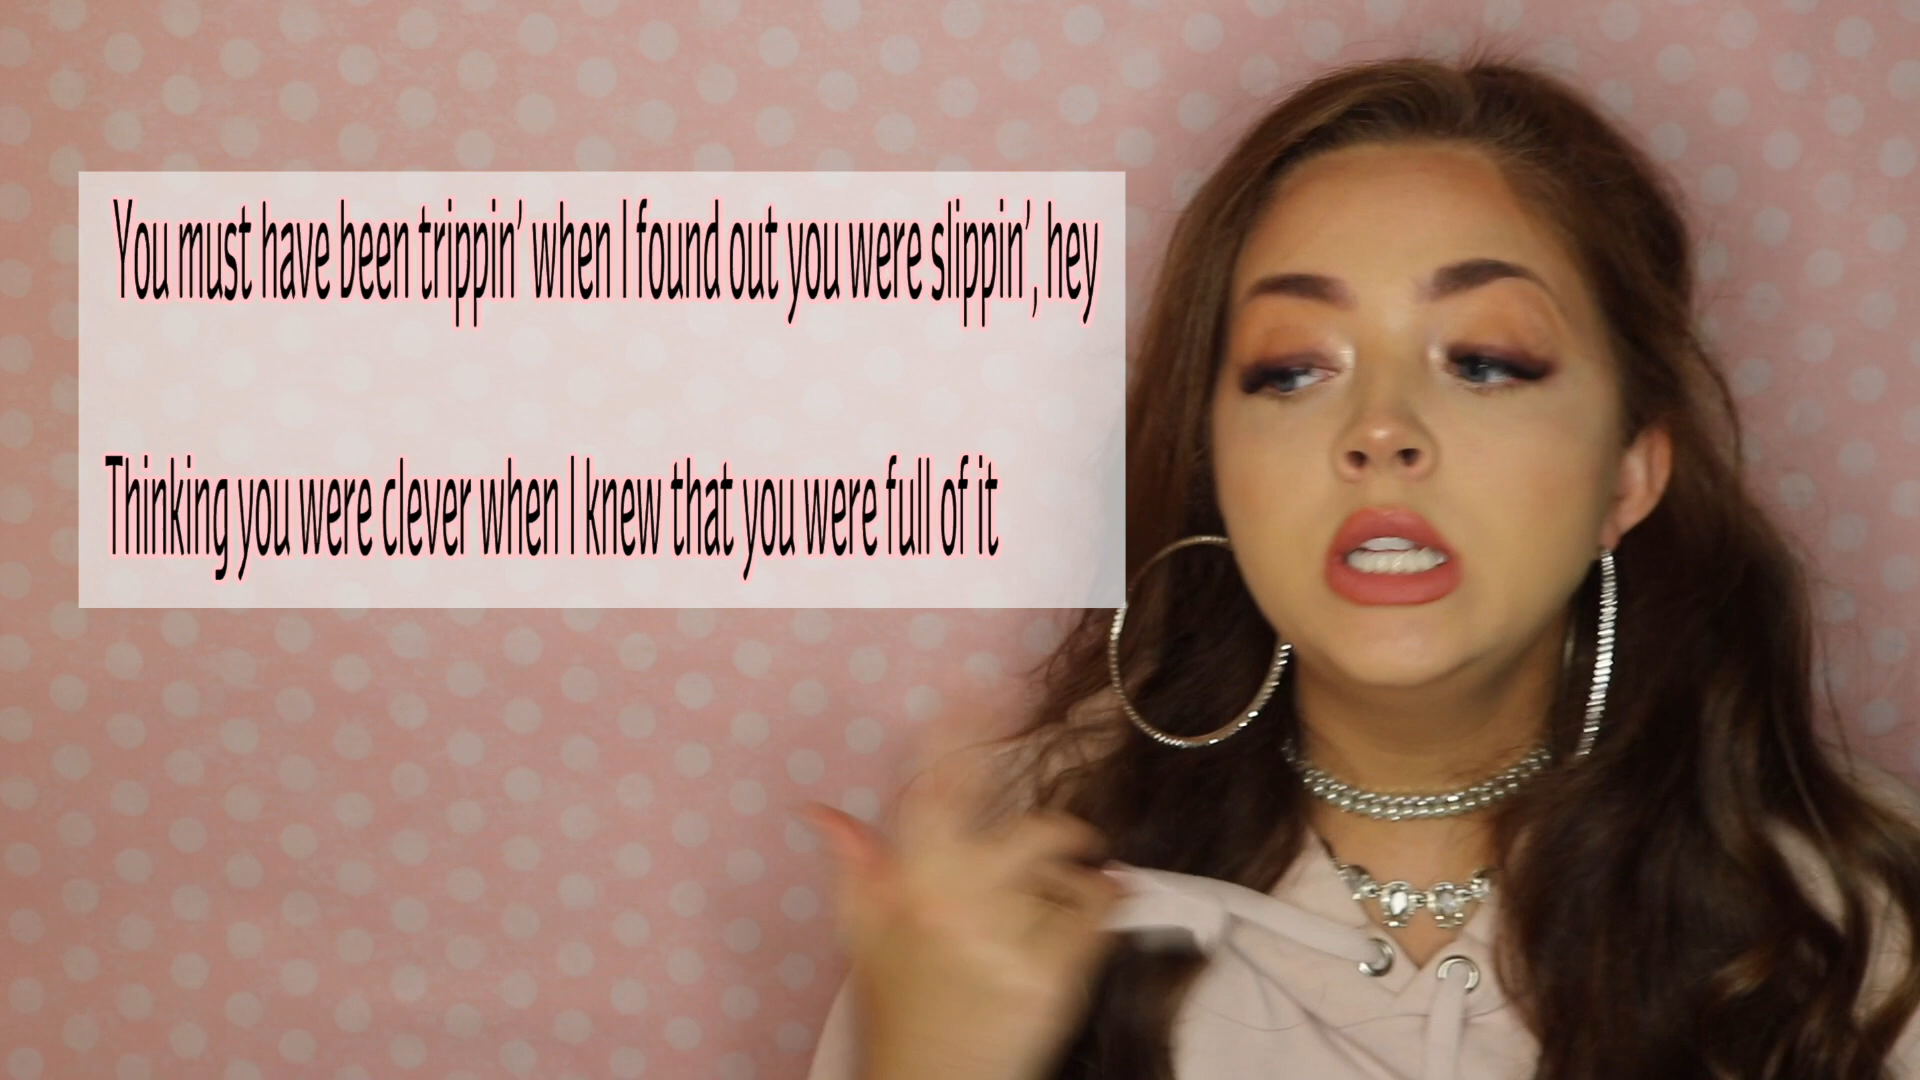 You must have been trippin’ when I found out you were slippin’, hey
Thinking you were clever when I knew that you were full of it